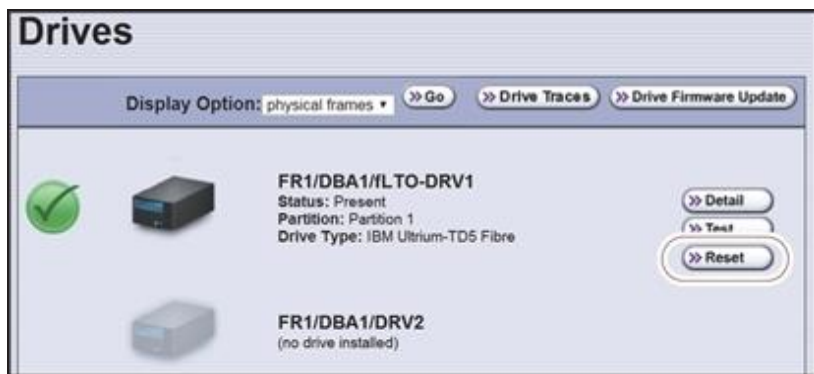 Drives
Display Option: physical frames Go Drive Traces Drive Firmware Update
FR1/DBA1/fLTO-DRV1
Status: Present
Partition: Partition 1
Drive Type: IBM Ultrium-TD5 Fibre
Detail
Test
Reset
FR1/DBA1/DRV2
(no drive installed)